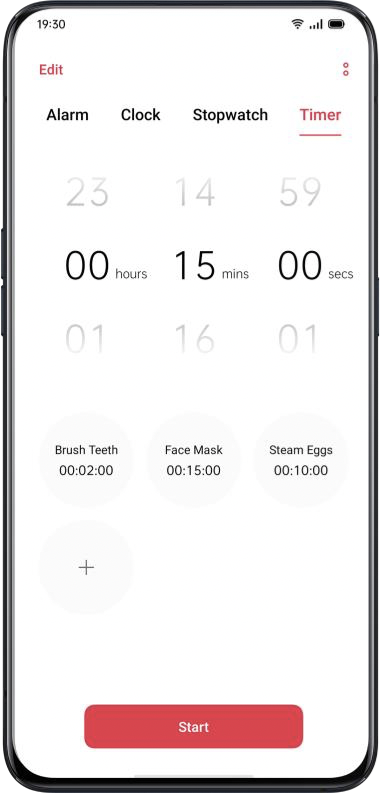 19:30
Edit
Alarm Clock Stopwatch Timer
23 14 59
00 hours 15 mins 00 secs
01 16 01
Brush Teeth Face Mask Steam Eggs
00:02:00 00:15:00 00:10:00
+
Start